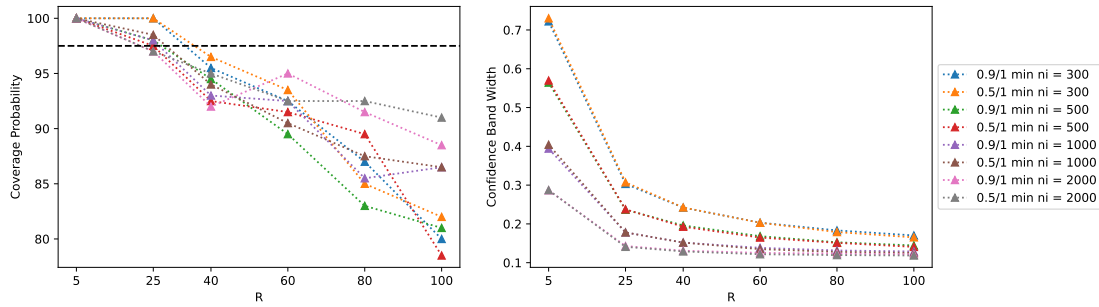 100
95
90
85
80
Coverage Probability
5
25
40
60
80
100
R
0.7
0.6
0.5
0.4
0.3
0.2
0.1
Confidence Band Width
5
25
40
60
80
100
R
0.9/1 min ni = 300
0.5/1 min ni = 300
0.9/1 min ni = 500
0.5/1 min ni = 500
0.9/1 min ni = 1000
0.5/1 min ni = 1000
0.9/1 min ni = 2000
0.5/1 min ni = 2000